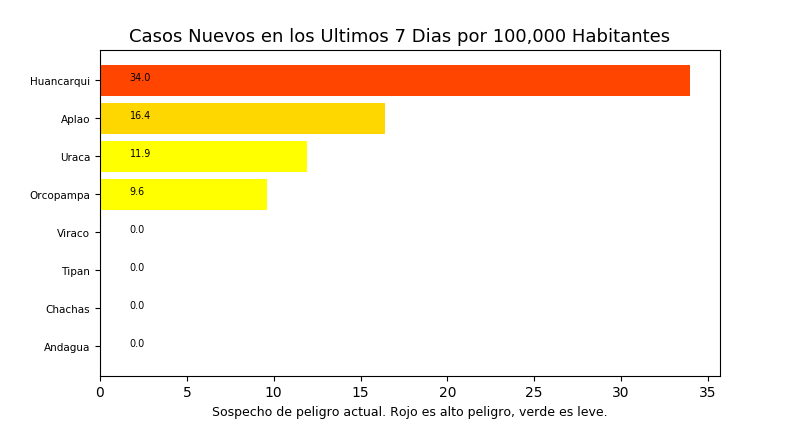 Casos Nuevos en los Ultimos 7 Dias por 100,000 Habitantes
Huancarqui 34.0
Aplao 16.4
Uraca 11.9
Orcopampa 9.6
Viraco 0.0
Tipan 0.0
Chachas 0.0
Andagua 0.0
0 5 10 15 20 25 30 35
Sospecho de peligro actual. Rojo es alto peligro, verde es leve.